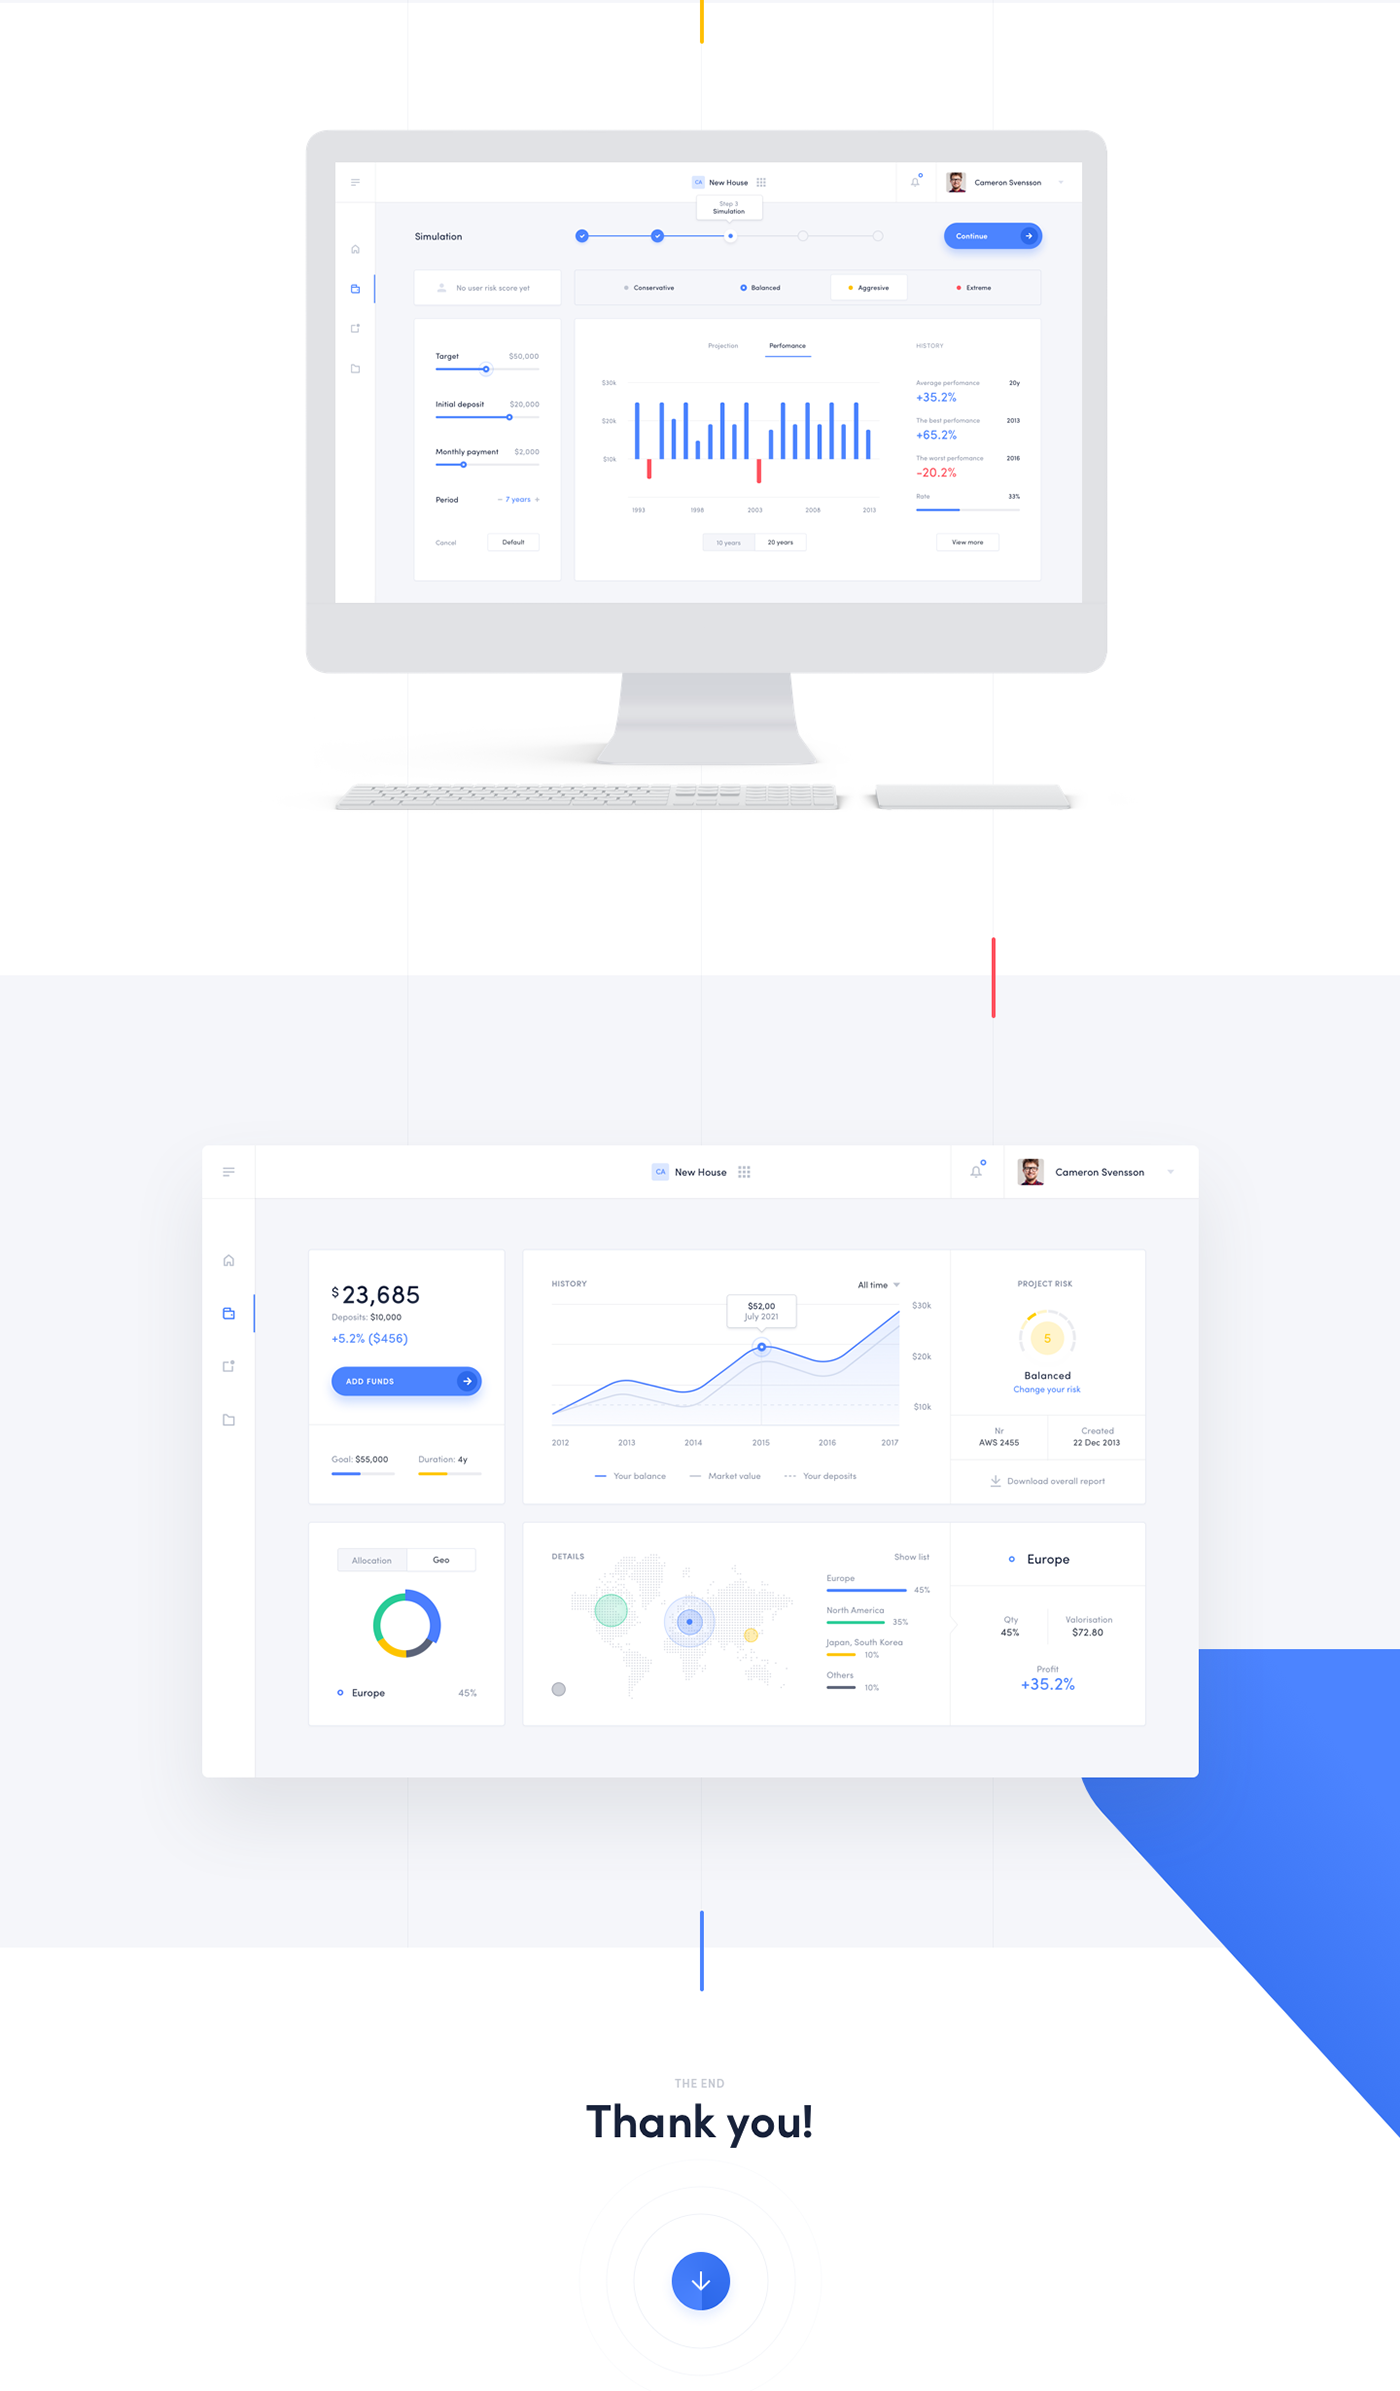 CA New House
Cameron Svensson
Step 3
Simulation
Simulation
Continue
No user risk score yet
Conservative
Balanced
Aggresive
Extreme
Target $50,000
Initial deposit $20,000
Monthly payment $2,000
Period − 7 years +
Cancel Default
Projection Perfomance
$30k
$20k
$10k
1993 1998 2003 2008 2013
10 years 20 years
HISTORY
Average perfomance 20y
+35.2%
The best perfomance 2013
+65.2%
The worst perfomance 2016
-20.2%
Rate 33%
View more
CA New House
Cameron Svensson
$23,685
Deposits: $10,000
+5.2% ($456)
ADD FUNDS
Goal: $55,000 Duration: 4y
HISTORY
All time
$52,00
July 2021
$30k
$20k
$10k
2012 2013 2014 2015 2016 2017
Your balance Market value Your deposits
PROJECT RISK
5
Balanced
Change your risk
Nr Created
AWS 2455 22 Dec 2013
Download overall report
Allocation Geo
Europe 45%
DETAILS
Show list
Europe
45%
North America
35%
Japan, South Korea
10%
Others
10%
Europe
Qty Valorisation
45% $72.80
Profit
+35.2%
THE END
Thank you!